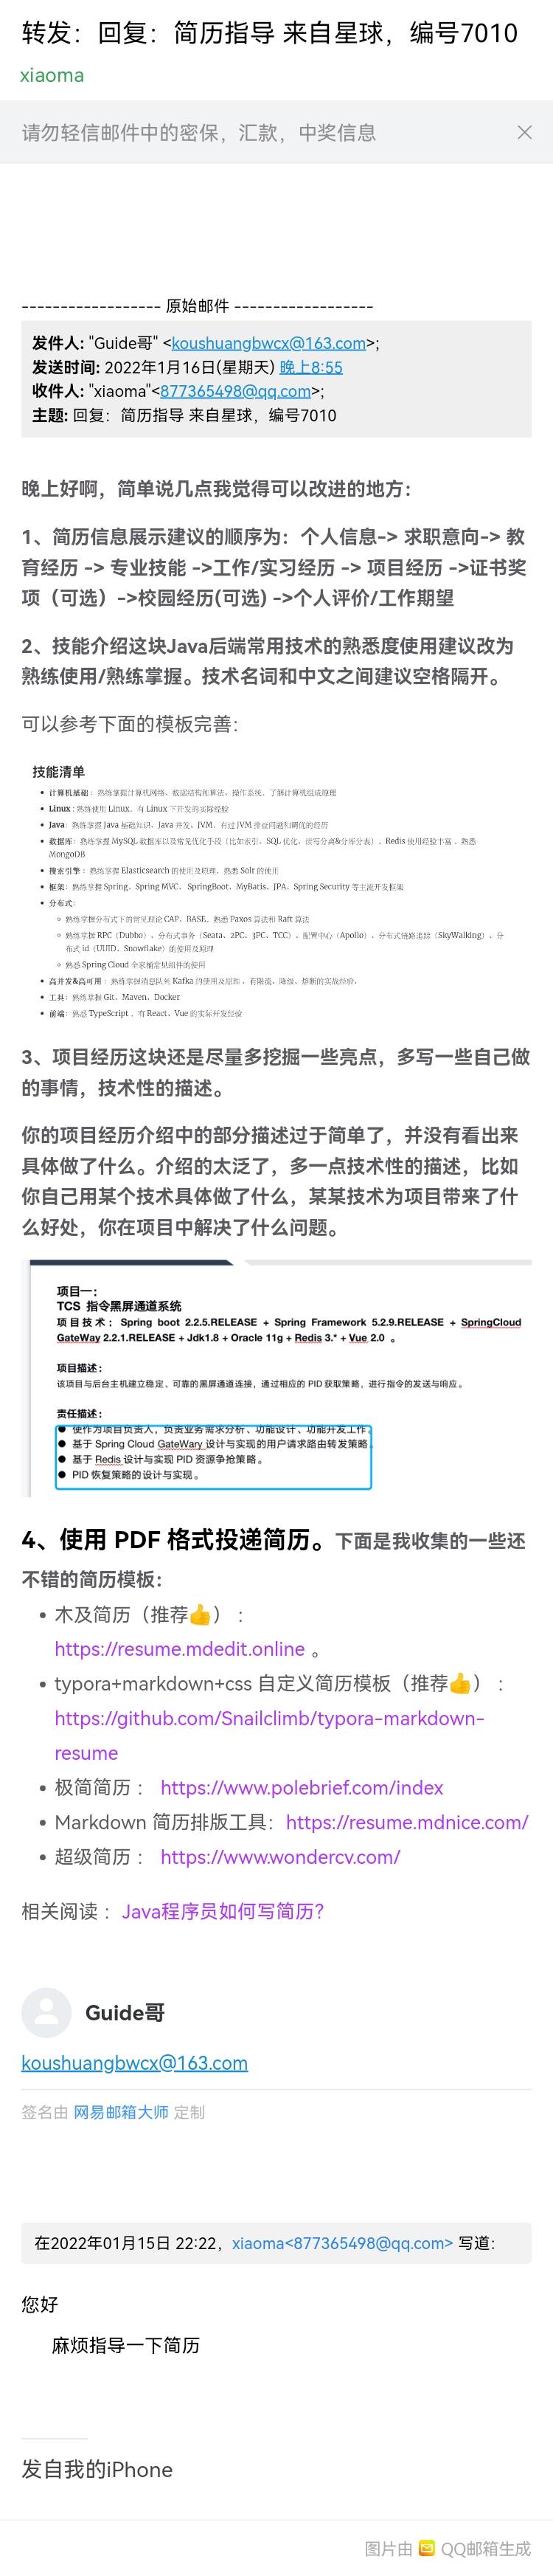 转发：回复：简历指导 来自星球，编号7010
xiaoma
请勿轻信邮件中的密保，汇款，中奖信息
------------------ 原始邮件 ------------------
发件人: "Guide哥" <koushuangbwcx@163.com>;
发送时间: 2022年1月16日(星期天) 晚上8:55
收件人: "xiaoma"<877365498@qq.com>;
主题: 回复：简历指导 来自星球，编号7010
晚上好啊，简单说几点我觉得可以改进的地方：
1、简历信息展示建议的顺序为：个人信息-> 求职意向-> 教
育经历 -> 专业技能 ->工作/实习经历 -> 项目经历 ->证书奖
项（可选）->校园经历(可选) ->个人评价/工作期望
2、技能介绍这块Java后端常用技术的熟悉度使用建议改为
熟练使用/熟练掌握。技术名词和中文之间建议空格隔开。
可以参考下面的模板完善：
技能清单
计算机基础：熟练掌握计算机网络、数据结构和算法、操作系统，了解计算机组成原理
Linux：熟练使用 Linux，有 Linux 下开发的实际经验
Java：熟练掌握 Java 基础知识、Java 并发、JVM，有过 JVM 排查问题和调优的经历
数据库：熟练掌握 MySQL 数据库以及常见优化手段（比如索引、SQL 优化、读写分离&分库分表），Redis 使用经验丰富，熟悉
MongoDB
搜索引擎：熟练掌握 Elasticsearch 的使用及原理，熟悉 Solr 的使用
框架：熟练掌握 Spring、Spring MVC、SpringBoot、MyBatis、JPA、Spring Security 等主流开发框架
分布式：
熟练掌握分布式下的常见理论 CAP、BASE，熟悉 Paxos 算法和 Raft 算法
熟练掌握 RPC（Dubbo）、分布式事务（Seata、2PC、3PC、TCC）、配置中心（Apollo）、分布式链路追踪（SkyWalking）、分
布式 id（UUID、Snowflake）的使用及原理
熟悉 Spring Cloud 全家桶常见组件的使用
高并发&高可用：熟练掌握消息队列 Kafka 的使用及原理，有限流、降级、熔断的实战经验。
工具：熟练掌握 Git、Maven、Docker
前端：熟悉 TypeScript，有 React、Vue 的实际开发经验
3、项目经历这块还是尽量多挖掘一些亮点，多写一些自己做
的事情，技术性的描述。
你的项目经历介绍中的部分描述过于简单了，并没有看出来
具体做了什么。介绍的太泛了，多一点技术性的描述，比如
你自己用某个技术具体做了什么，某某技术为项目带来了什
么好处，你在项目中解决了什么问题。
项目一：
TCS 指令黑屏通道系统
项目技术：Spring boot 2.2.5.RELEASE + Spring Framework 5.2.9.RELEASE + SpringCloud
GateWay 2.2.1.RELEASE + Jdk1.8 + Oracle 11g + Redis 3.* + Vue 2.0 。
项目描述：
该项目与后台主机建立稳定、可靠的黑屏通道连接，通过相应的 PID 获取策略，进行指令的发送与响应。
责任描述：
● 使作为项目负责人，负责业务需求分析、功能设计、功能开发工作。
● 基于 Spring Cloud GateWary 设计与实现的用户请求路由转发策略。
● 基于 Redis 设计与实现 PID 资源争抢策略。
● PID 恢复策略的设计与实现。
4、使用 PDF 格式投递简历。下面是我收集的一些还
不错的简历模板：
• 木及简历（推荐👍）：
https://resume.mdedit.online 。
• typora+markdown+css 自定义简历模板（推荐👍）：
https://github.com/Snailclimb/typora-markdown-
resume
• 极简简历： https://www.polebrief.com/index
• Markdown 简历排版工具：https://resume.mdnice.com/
• 超级简历： https://www.wondercv.com/
相关阅读：Java程序员如何写简历？
Guide哥
koushuangbwcx@163.com
签名由 网易邮箱大师 定制
在2022年01月15日 22:22，xiaoma<877365498@qq.com> 写道：
您好
麻烦指导一下简历
发自我的iPhone
图片由 QQ邮箱生成